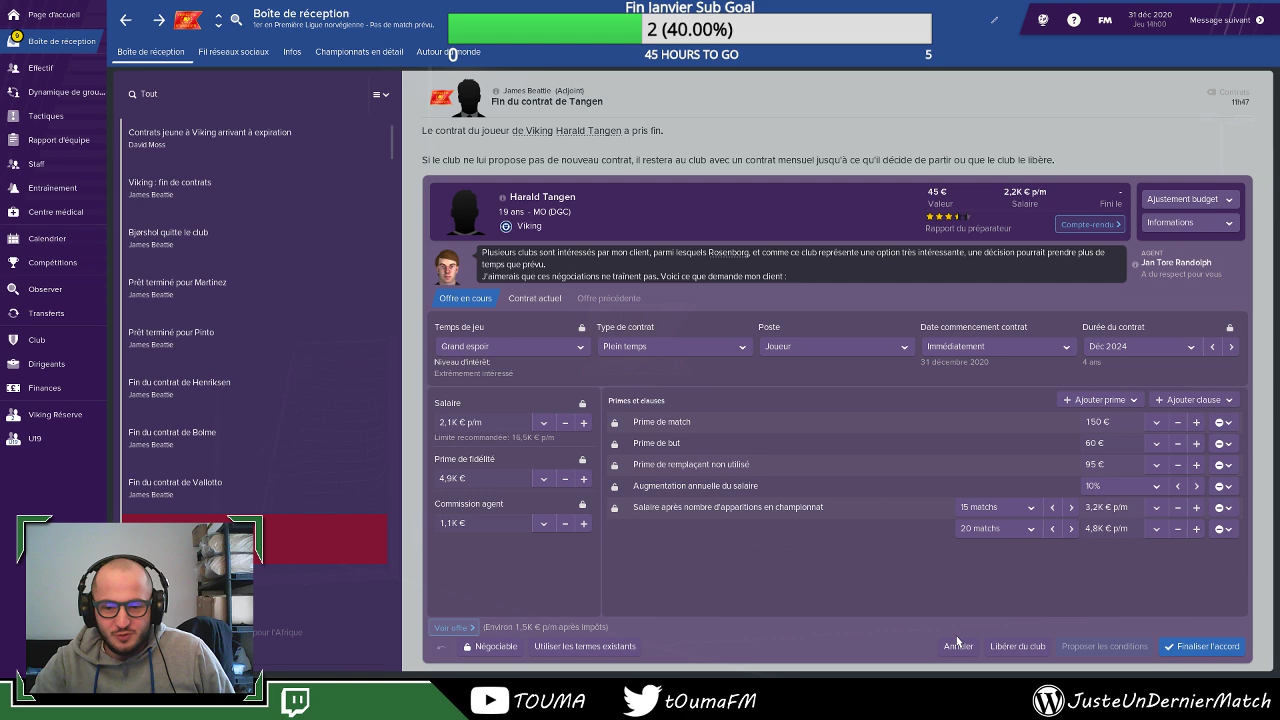 Page d'accueil
9
Boîte de réception
Effectif
Dynamique de grou...
Tactiques
Rapport d'équipe
Staff
Entraînement
Centre médical
Calendrier
Compétitions
Observer
Transferts
Club
Dirigeants
Finances
Viking Réserve
U19
Boîte de réception
1er en Première Ligue norvégienne - Pas de match prévu.
Boîte de réception
Fil réseaux sociaux
Infos
Championnats en détail
Autour du monde
Fin Janvier Sub Goal
2 (40.00%)
0
45 HOURS TO GO
5
FM
31 déc 2020
Jeu 14h00
Message suivant
Tout
Contrats jeune à Viking arrivant à expiration
David Moss
Viking : fin de contrats
James Beattie
Bjørshol quitte le club
James Beattie
Prêt terminé pour Martinez
James Beattie
Prêt terminé pour Pinto
James Beattie
Fin du contrat de Henriksen
James Beattie
Fin du contrat de Bolme
James Beattie
Fin du contrat de Vallotto
James Beattie
pour l'Afrique
James Beattie (Adjoint)
Fin du contrat de Tangen
Contrats
11h47
Le contrat du joueur de Viking Harald Tangen a pris fin.
Si le club ne lui propose pas de nouveau contrat, il restera au club avec un contrat mensuel jusqu'à ce qu'il décide de partir ou que le club le libère.
Harald Tangen
19 ans - MO (DGC)
Viking
45 €
Valeur
2,2K € p/m
Salaire
-
Fini le
Rapport du préparateur
Compte-rendu
Ajustement budget
Informations
Plusieurs clubs sont intéressés par mon client, parmi lesquels Rosenborg, et comme ce club représente une option très intéressante, une décision pourrait prendre plus de
temps que prévu.
J'aimerais que ces négociations ne traînent pas. Voici ce que demande mon client :
AGENT
Jan Tore Randolph
A du respect pour vous
Offre en cours
Contrat actuel
Offre précédente
Temps de jeu
Grand espoir
Niveau d'intérêt:
Extrêmement intéressé
Type de contrat
Plein temps
Poste
Joueur
Date commencement contrat
Immédiatement
31 décembre 2020
Durée du contrat
Déc 2024
4 ans
Salaire
2,1K € p/m
Limite recommandée: 16,5K € p/m
Prime de fidélité
4,9K €
Commission agent
1,1K €
Primes et clauses
Ajouter prime
Ajouter clause
Prime de match
150 €
Prime de but
60 €
Prime de remplaçant non utilisé
95 €
Augmentation annuelle du salaire
10%
Salaire après nombre d'apparitions en championnat
15 matchs
3,2K € p/m
20 matchs
4,8K € p/m
Voir offre
(Environ 1,5K € p/m après impôts)
Négociable
Utiliser les termes existants
Annuler
Libérer du club
Proposer les conditions
Finaliser l'accord
TOUMA
tOumaFM
JusteUnDernierMatch